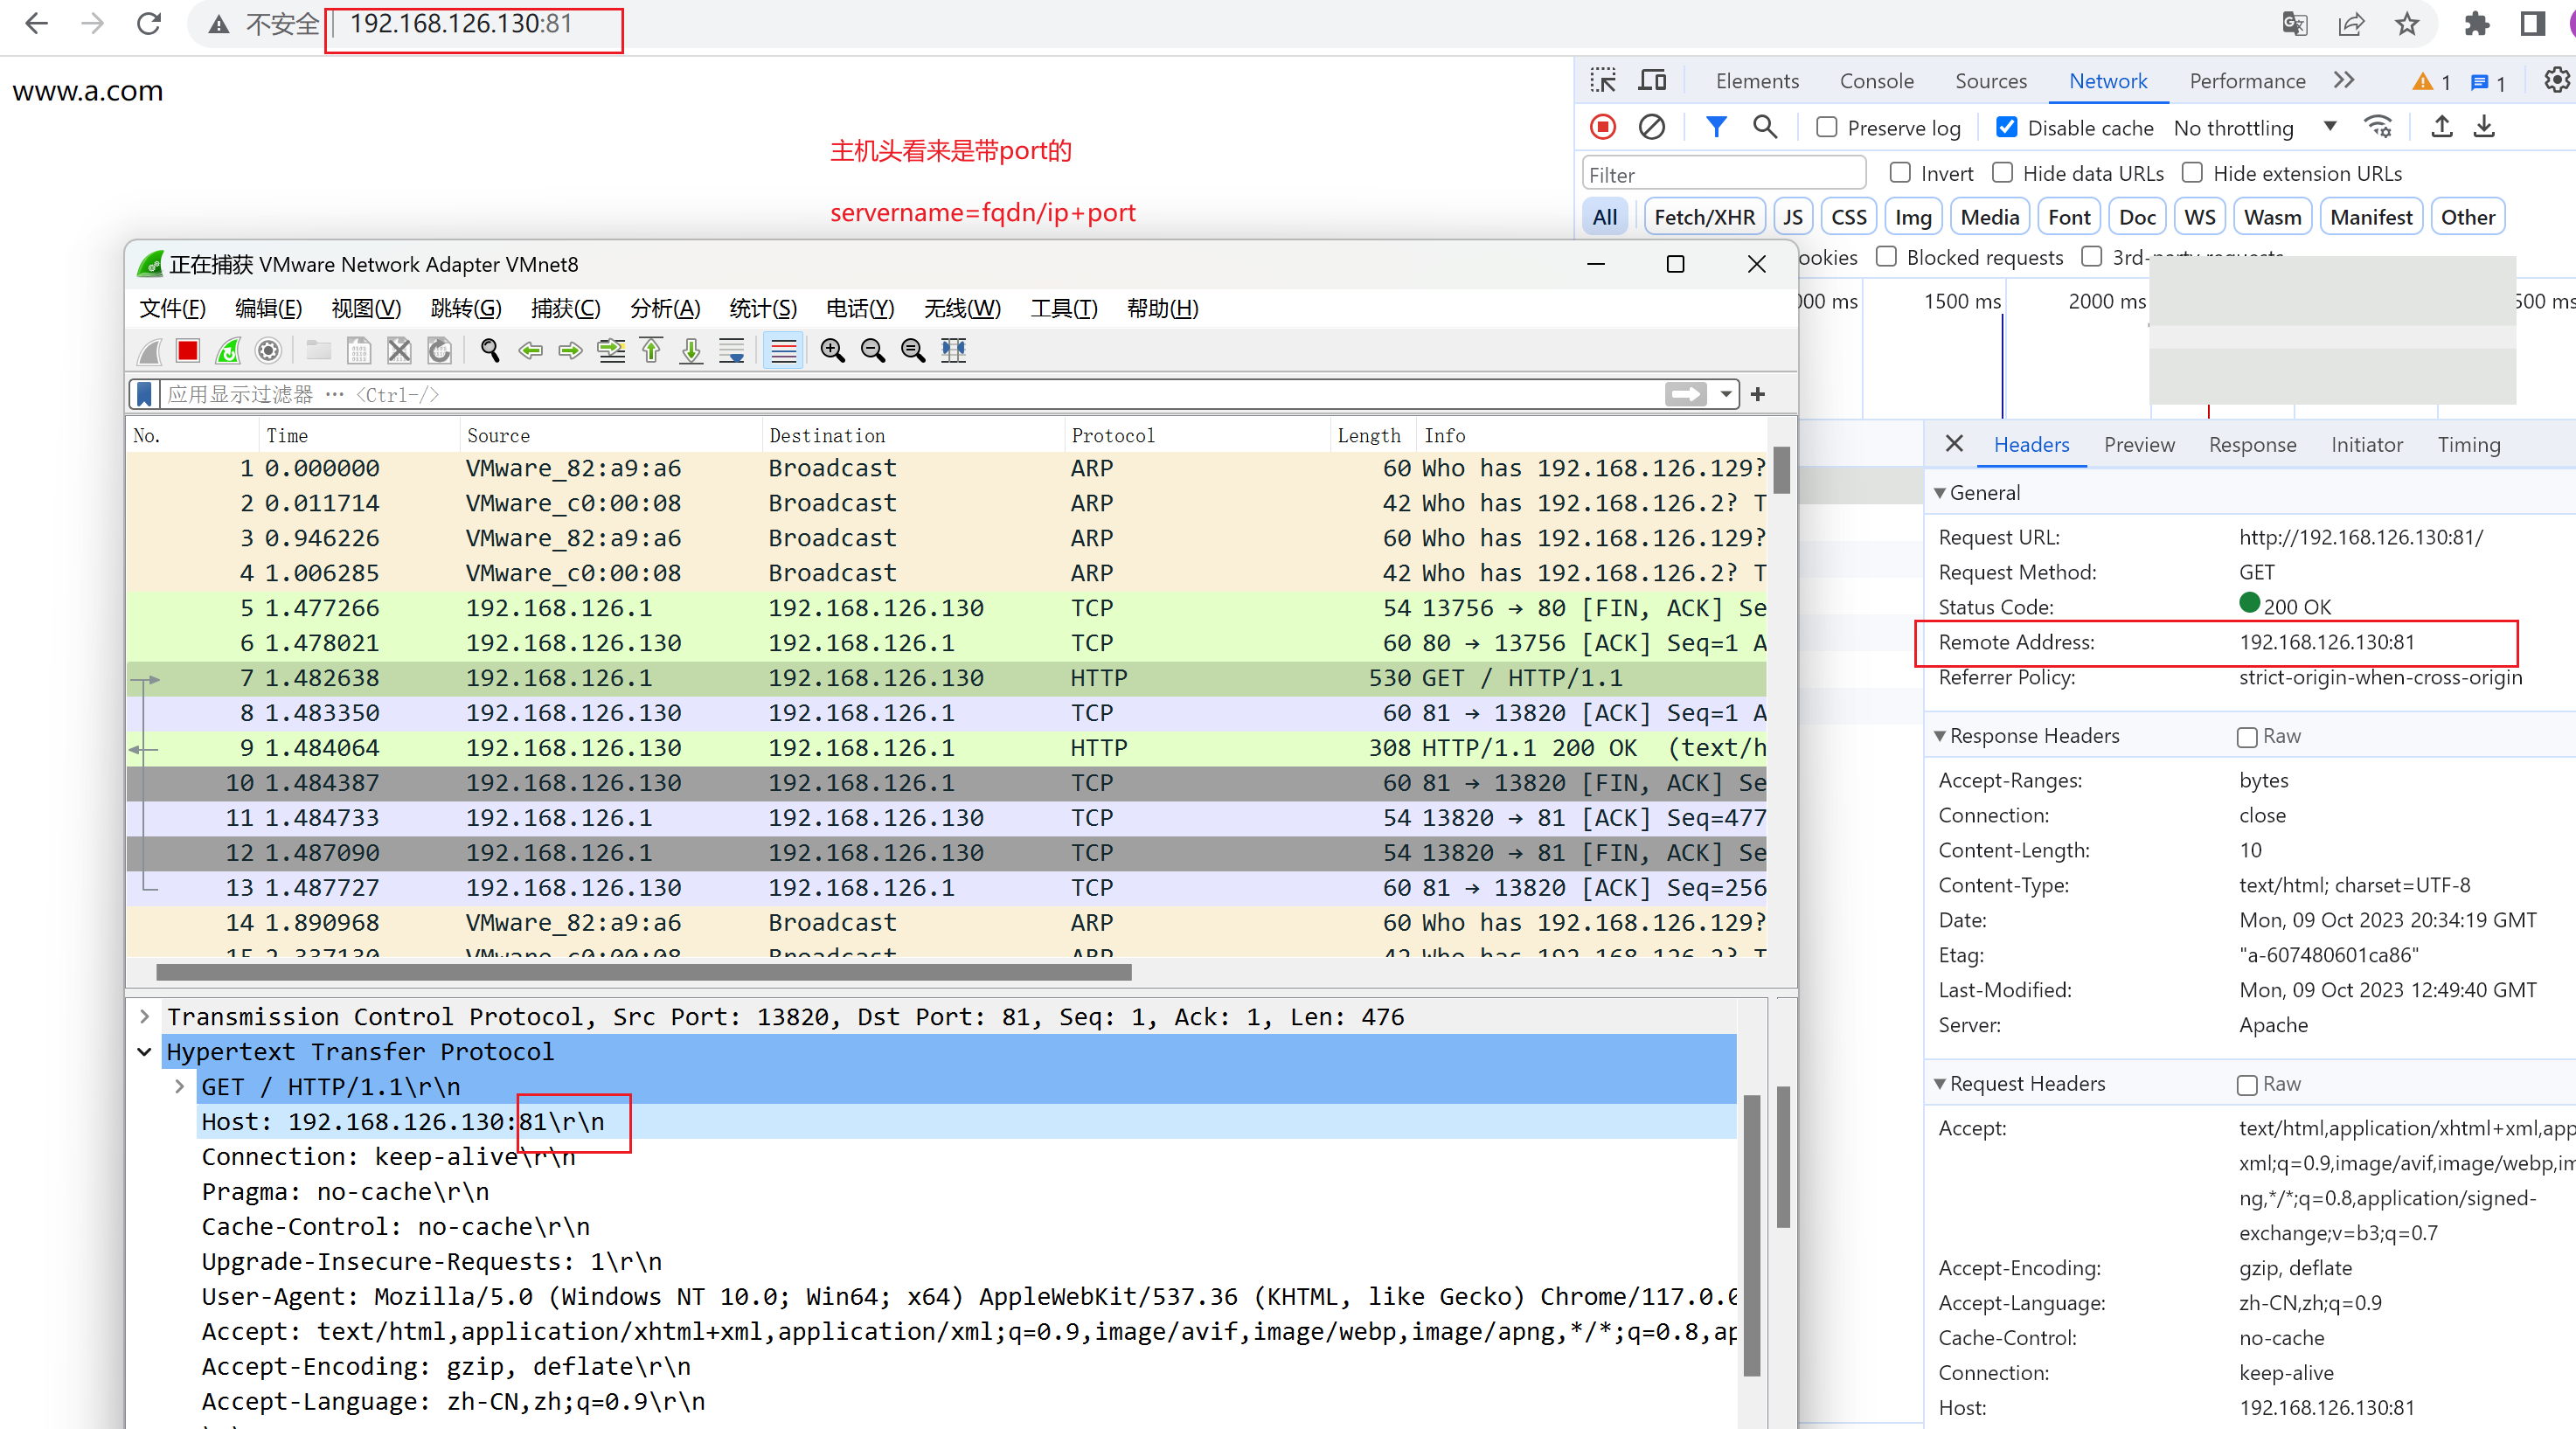 不安全 192.168.126.130:81
www.a.com
主机头看来是带port的
servername=fqdn/ip+port
Elements Console Sources Network Performance 1 1
Preserve log Disable cache No throttling
Filter Invert Hide data URLs Hide extension URLs
All Fetch/XHR JS CSS Img Media Font Doc WS Wasm Manifest Other
ookies Blocked requests 3rd-party requests
000 ms 1500 ms 2000 ms 500 ms
正在捕获 VMware Network Adapter VMnet8
文件(F) 编辑(E) 视图(V) 跳转(G) 捕获(C) 分析(A) 统计(S) 电话(Y) 无线(W) 工具(T) 帮助(H)
应用显示过滤器 … <Ctrl-/>
No. Time Source Destination Protocol Length Info
1 0.000000 VMware_82:a9:a6 Broadcast ARP 60 Who has 192.168.126.129?
2 0.011714 VMware_c0:00:08 Broadcast ARP 42 Who has 192.168.126.2? T
3 0.946226 VMware_82:a9:a6 Broadcast ARP 60 Who has 192.168.126.129?
4 1.006285 VMware_c0:00:08 Broadcast ARP 42 Who has 192.168.126.2? T
5 1.477266 192.168.126.1 192.168.126.130 TCP 54 13756 → 80 [FIN, ACK] Se
6 1.478021 192.168.126.130 192.168.126.1 TCP 60 80 → 13756 [ACK] Seq=1 A
7 1.482638 192.168.126.1 192.168.126.130 HTTP 530 GET / HTTP/1.1
8 1.483350 192.168.126.130 192.168.126.1 TCP 60 81 → 13820 [ACK] Seq=1 A
9 1.484064 192.168.126.130 192.168.126.1 HTTP 308 HTTP/1.1 200 OK (text/h
10 1.484387 192.168.126.130 192.168.126.1 TCP 60 81 → 13820 [FIN, ACK] Se
11 1.484733 192.168.126.1 192.168.126.130 TCP 54 13820 → 81 [ACK] Seq=477
12 1.487090 192.168.126.1 192.168.126.130 TCP 54 13820 → 81 [FIN, ACK] Se
13 1.487727 192.168.126.130 192.168.126.1 TCP 60 81 → 13820 [ACK] Seq=256
14 1.890968 VMware_82:a9:a6 Broadcast ARP 60 Who has 192.168.126.129?
15 2.337130 VMware_c0:00:08 Broadcast ARP 42 Who has 192.168.126.2? T
Transmission Control Protocol, Src Port: 13820, Dst Port: 81, Seq: 1, Ack: 1, Len: 476
Hypertext Transfer Protocol
GET / HTTP/1.1\r\n
Host: 192.168.126.130:81\r\n
Connection: keep-alive\r\n
Pragma: no-cache\r\n
Cache-Control: no-cache\r\n
Upgrade-Insecure-Requests: 1\r\n
User-Agent: Mozilla/5.0 (Windows NT 10.0; Win64; x64) AppleWebKit/537.36 (KHTML, like Gecko) Chrome/117.0.0
Accept: text/html,application/xhtml+xml,application/xml;q=0.9,image/avif,image/webp,image/apng,*/*;q=0.8,ap
Accept-Encoding: gzip, deflate\r\n
Accept-Language: zh-CN,zh;q=0.9\r\n
Headers Preview Response Initiator Timing
General
Request URL: http://192.168.126.130:81/
Request Method: GET
Status Code: 200 OK
Remote Address: 192.168.126.130:81
Referrer Policy: strict-origin-when-cross-origin
Response Headers Raw
Accept-Ranges: bytes
Connection: close
Content-Length: 10
Content-Type: text/html; charset=UTF-8
Date: Mon, 09 Oct 2023 20:34:19 GMT
Etag: "a-607480601ca86"
Last-Modified: Mon, 09 Oct 2023 12:49:40 GMT
Server: Apache
Request Headers Raw
Accept: text/html,application/xhtml+xml,app
xml;q=0.9,image/avif,image/webp,im
ng,*/*;q=0.8,application/signed-
exchange;v=b3;q=0.7
Accept-Encoding: gzip, deflate
Accept-Language: zh-CN,zh;q=0.9
Cache-Control: no-cache
Connection: keep-alive
Host: 192.168.126.130:81